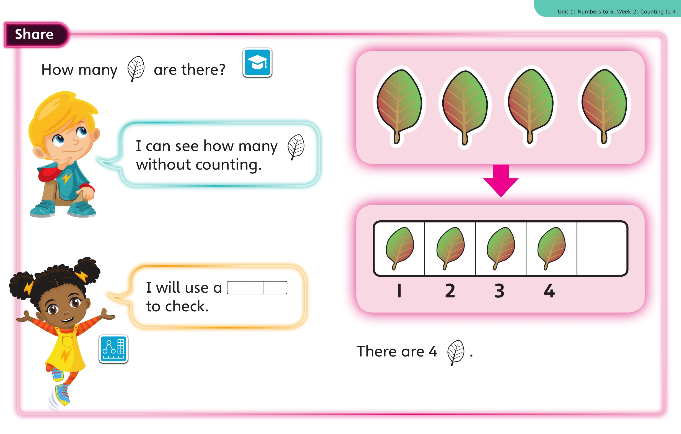 Unit 1: Numbers to 5, Week 2: Counting to 4
Share
How many are there?
I can see how many
without counting.
I will use a
to check.
1 2 3 4
There are 4 .